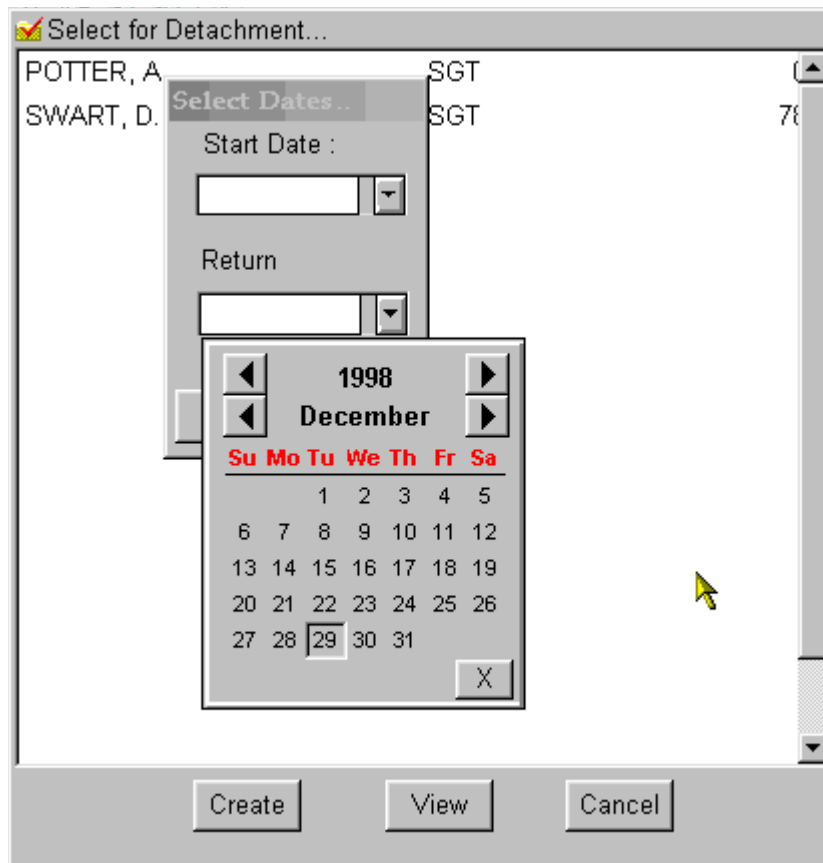 Select for Detachment...
POTTER, A SGT
SWART, D. SGT 78
Select Dates..
Start Date :
Return
1998
December
Su Mo Tu We Th Fr Sa
1 2 3 4 5
6 7 8 9 10 11 12
13 14 15 16 17 18 19
20 21 22 23 24 25 26
27 28 29 30 31
X
Create View Cancel